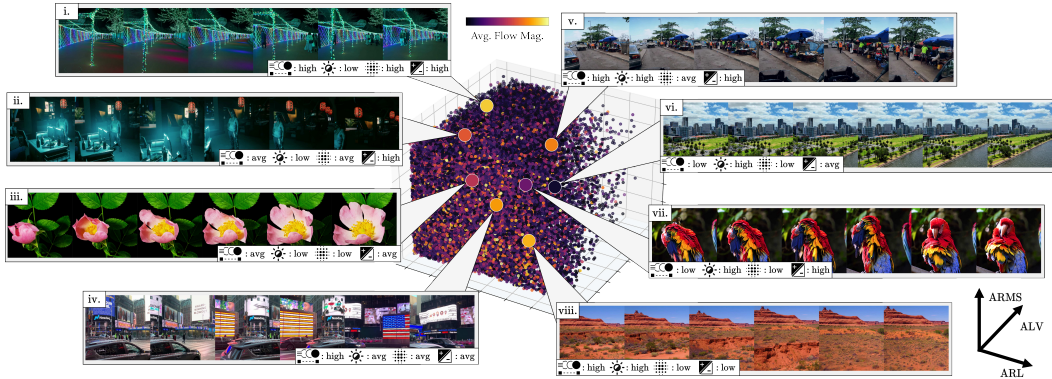 i.
: high : low : high : high
Avg. Flow Mag.
v.
: high : high : avg : high
ii.
: avg : low : avg : high
vi.
: low : high : low : avg
iii.
: avg : low : low : avg
vii.
: low : high : low : high
iv.
: high : avg : avg : avg
viii.
: high : high : low : low
ARMS
ALV
ARL